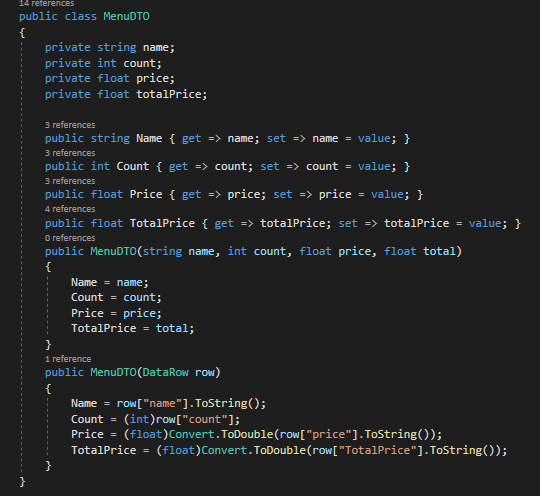 14 references
public class MenuDTO
{
private string name;
private int count;
private float price;
private float totalPrice;
3 references
public string Name { get => name; set => name = value; }
3 references
public int Count { get => count; set => count = value; }
3 references
public float Price { get => price; set => price = value; }
4 references
public float TotalPrice { get => totalPrice; set => totalPrice = value; }
0 references
public MenuDTO(string name, int count, float price, float total)
{
Name = name;
Count = count;
Price = price;
TotalPrice = total;
}
1 reference
public MenuDTO(DataRow row)
{
Name = row["name"].ToString();
Count = (int)row["count"];
Price = (float)Convert.ToDouble(row["price"].ToString());
TotalPrice = (float)Convert.ToDouble(row["TotalPrice"].ToString());
}
}